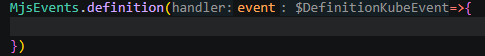 MjsEvents.definition(handler:event : $DefinitionKubeEvent=>{
})